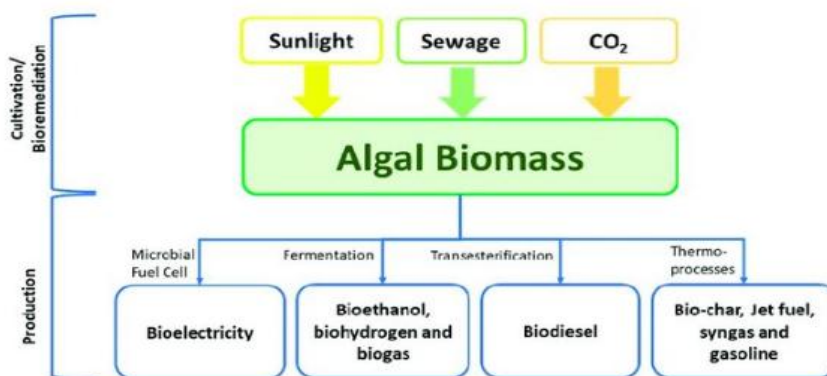 Cultivation/
Bioremediation
Sunlight
Sewage
CO₂
Algal Biomass
Production
Microbial
Fuel Cell
Fermentation
Transesterification
Thermo-
processes
Bioelectricity
Bioethanol,
biohydrogen and
biogas
Biodiesel
Bio-char, Jet fuel,
syngas and
gasoline